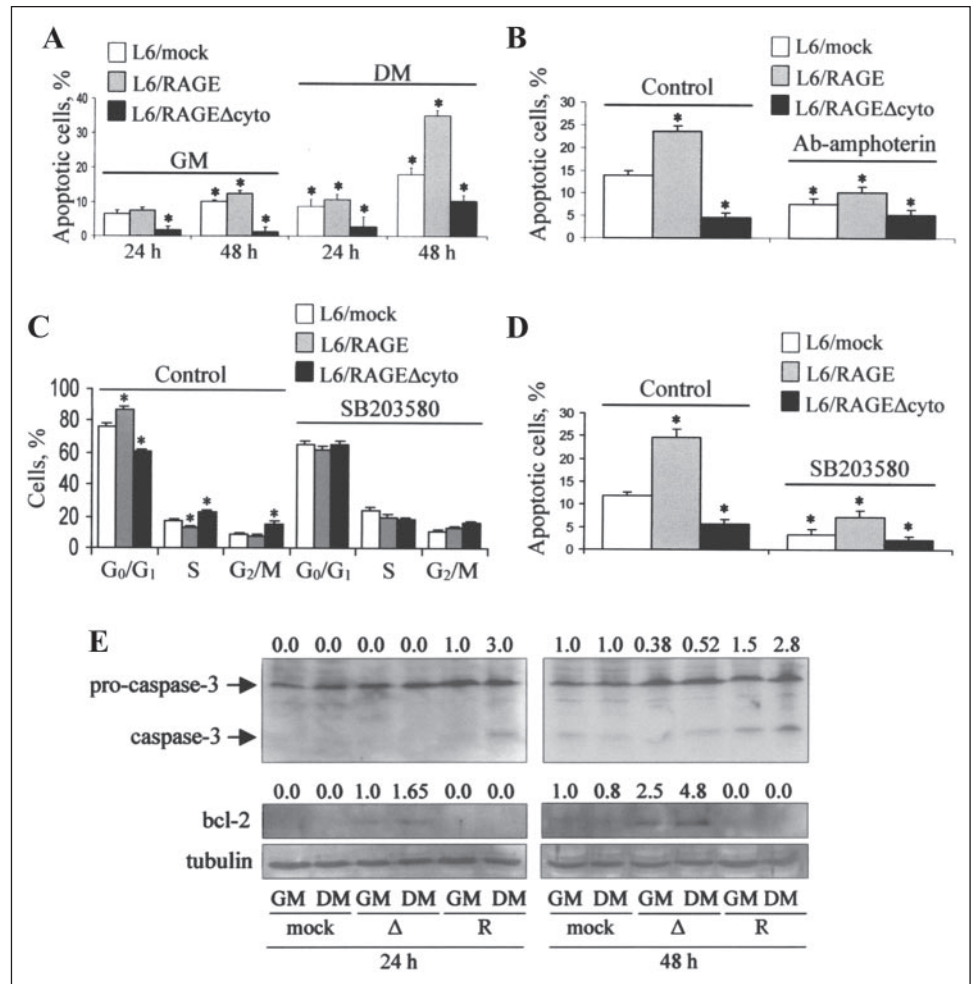 A
L6/mock
L6/RAGE
L6/RAGEΔcyto
DM
GM
Apoptotic cells, %
40
30
20
10
0
24 h 48 h 24 h 48 h
* * * * * * * * * *
B
L6/mock
L6/RAGE
L6/RAGEΔcyto
Control
Ab-amphoterin
Apoptotic cells, %
30
25
20
15
10
5
0
* * * * *
C
L6/mock
L6/RAGE
L6/RAGEΔcyto
Control
SB203580
Cells, %
100
80
60
40
20
0
* * * * *
G0/G1 S G2/M G0/G1 S G2/M
D
L6/mock
L6/RAGE
L6/RAGEΔcyto
Control
SB203580
Apoptotic cells, %
30
25
20
15
10
5
0
* * * * *
E
0.0 0.0 0.0 0.0 1.0 3.0 1.0 1.0 0.38 0.52 1.5 2.8
pro-caspase-3
caspase-3
0.0 0.0 1.0 1.65 0.0 0.0 1.0 0.8 2.5 4.8 0.0 0.0
bcl-2
tubulin
GM DM GM DM GM DM GM DM GM DM GM DM
mock Δ R mock Δ R
24 h 48 h